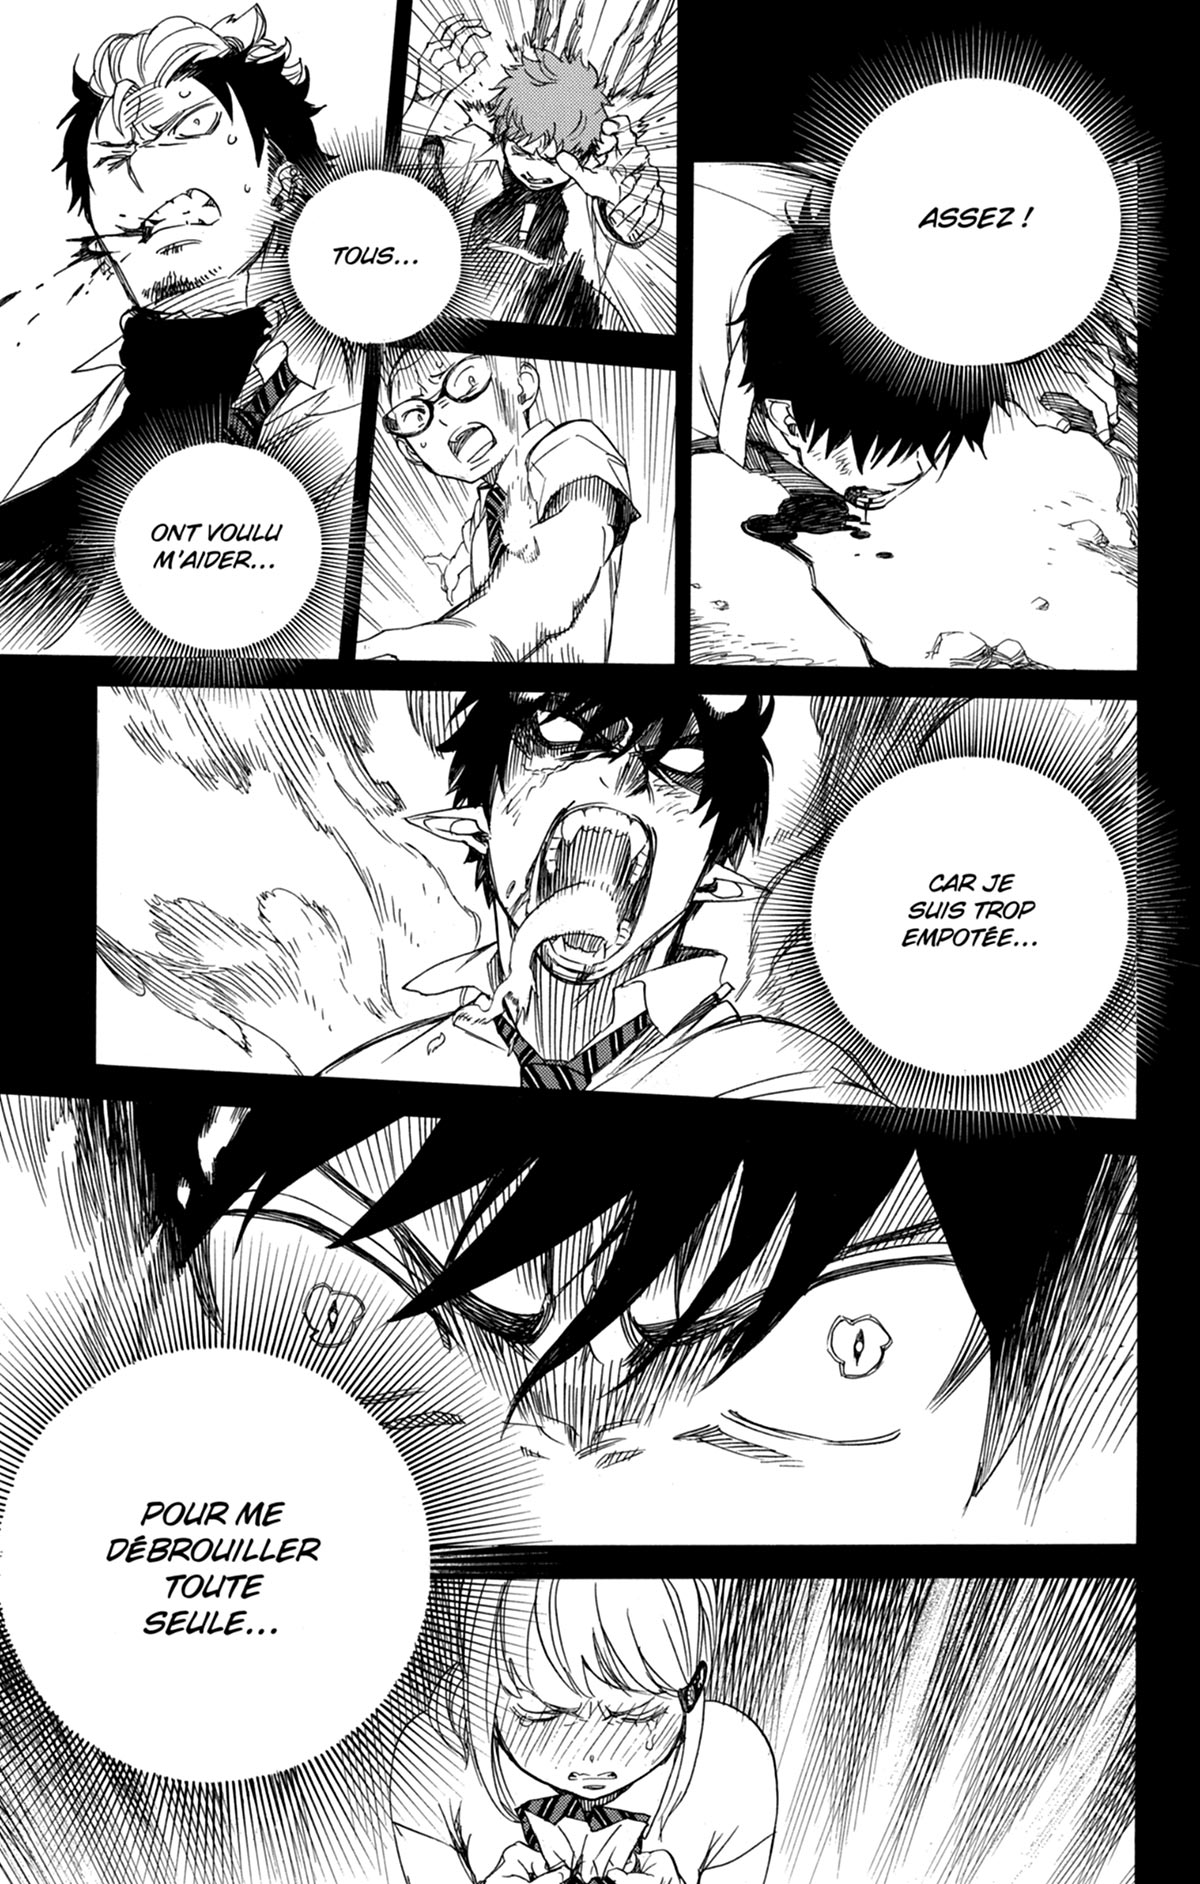 ASSEZ !
TOUS...
ONT VOULU
M'AIDER...
CAR JE
SUIS TROP
EMPOTÉE...
POUR ME
DÉBROUILLER
TOUTE
SEULE...